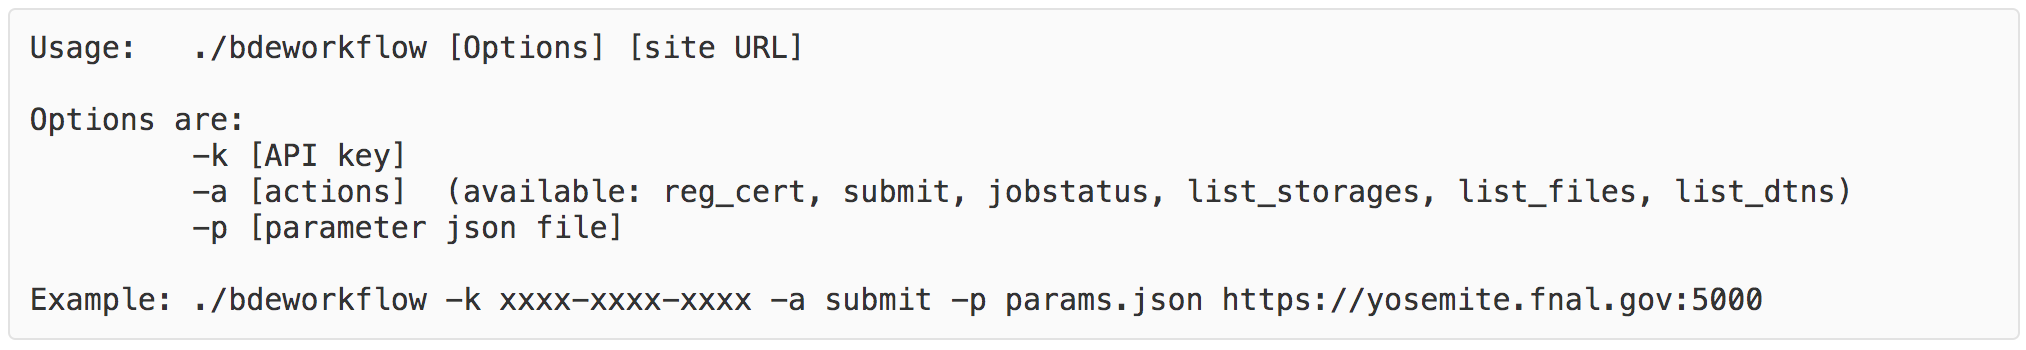 Usage:   ./bdeworkflow [Options] [site URL]

Options are:
         -k [API key]
         -a [actions]  (available: reg_cert, submit, jobstatus, list_storages, list_files, list_dtns)
         -p [parameter json file]

Example: ./bdeworkflow -k xxxx-xxxx-xxxx -a submit -p params.json https://yosemite.fnal.gov:5000